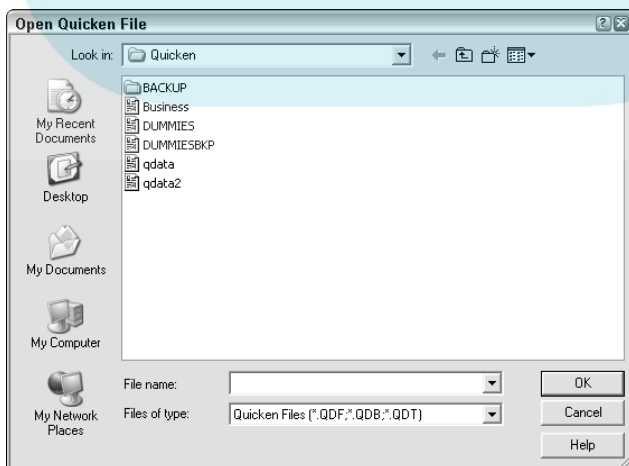 Open Quicken File
Look in: Quicken
BACKUP
Business
DUMMIES
DUMMIESBKP
qdata
qdata2
My Recent
Documents
Desktop
My Documents
My Computer
My Network
Places
File name:
Files of type: Quicken Files (*.QDF;*.QDB;*.QDT)
OK
Cancel
Help